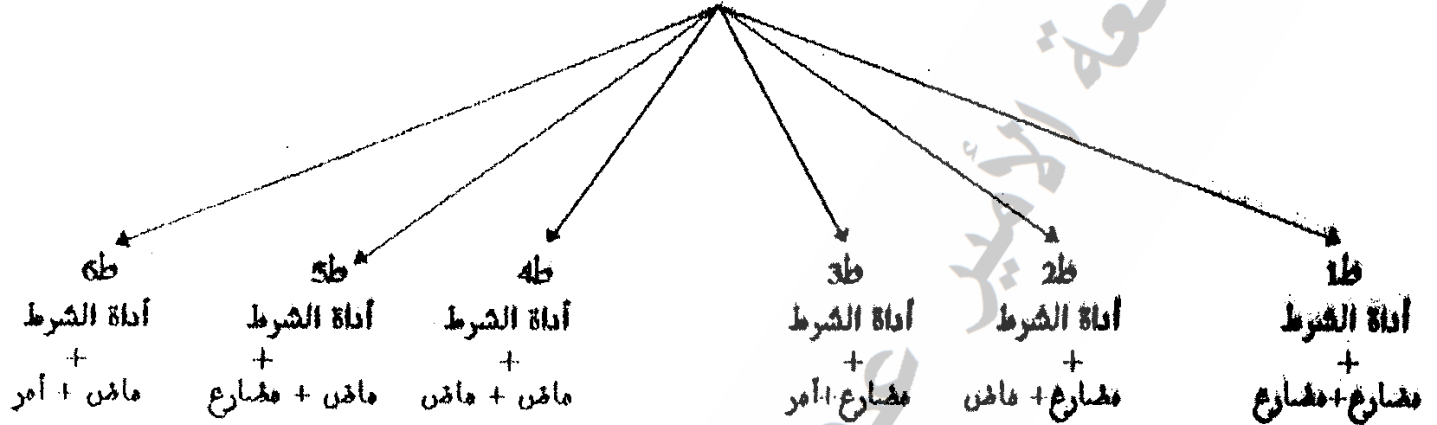 ط1 ط2 ط3 ط4 ط5 ط6
أداة الشرط أداة الشرط أداة الشرط أداة الشرط أداة الشرط أداة الشرط
+ + + + + +
مضارع+مضارع مضارع+ ماض مضارع+أمر ماض + ماض ماض + مضارع ماض + أمر
الأمير